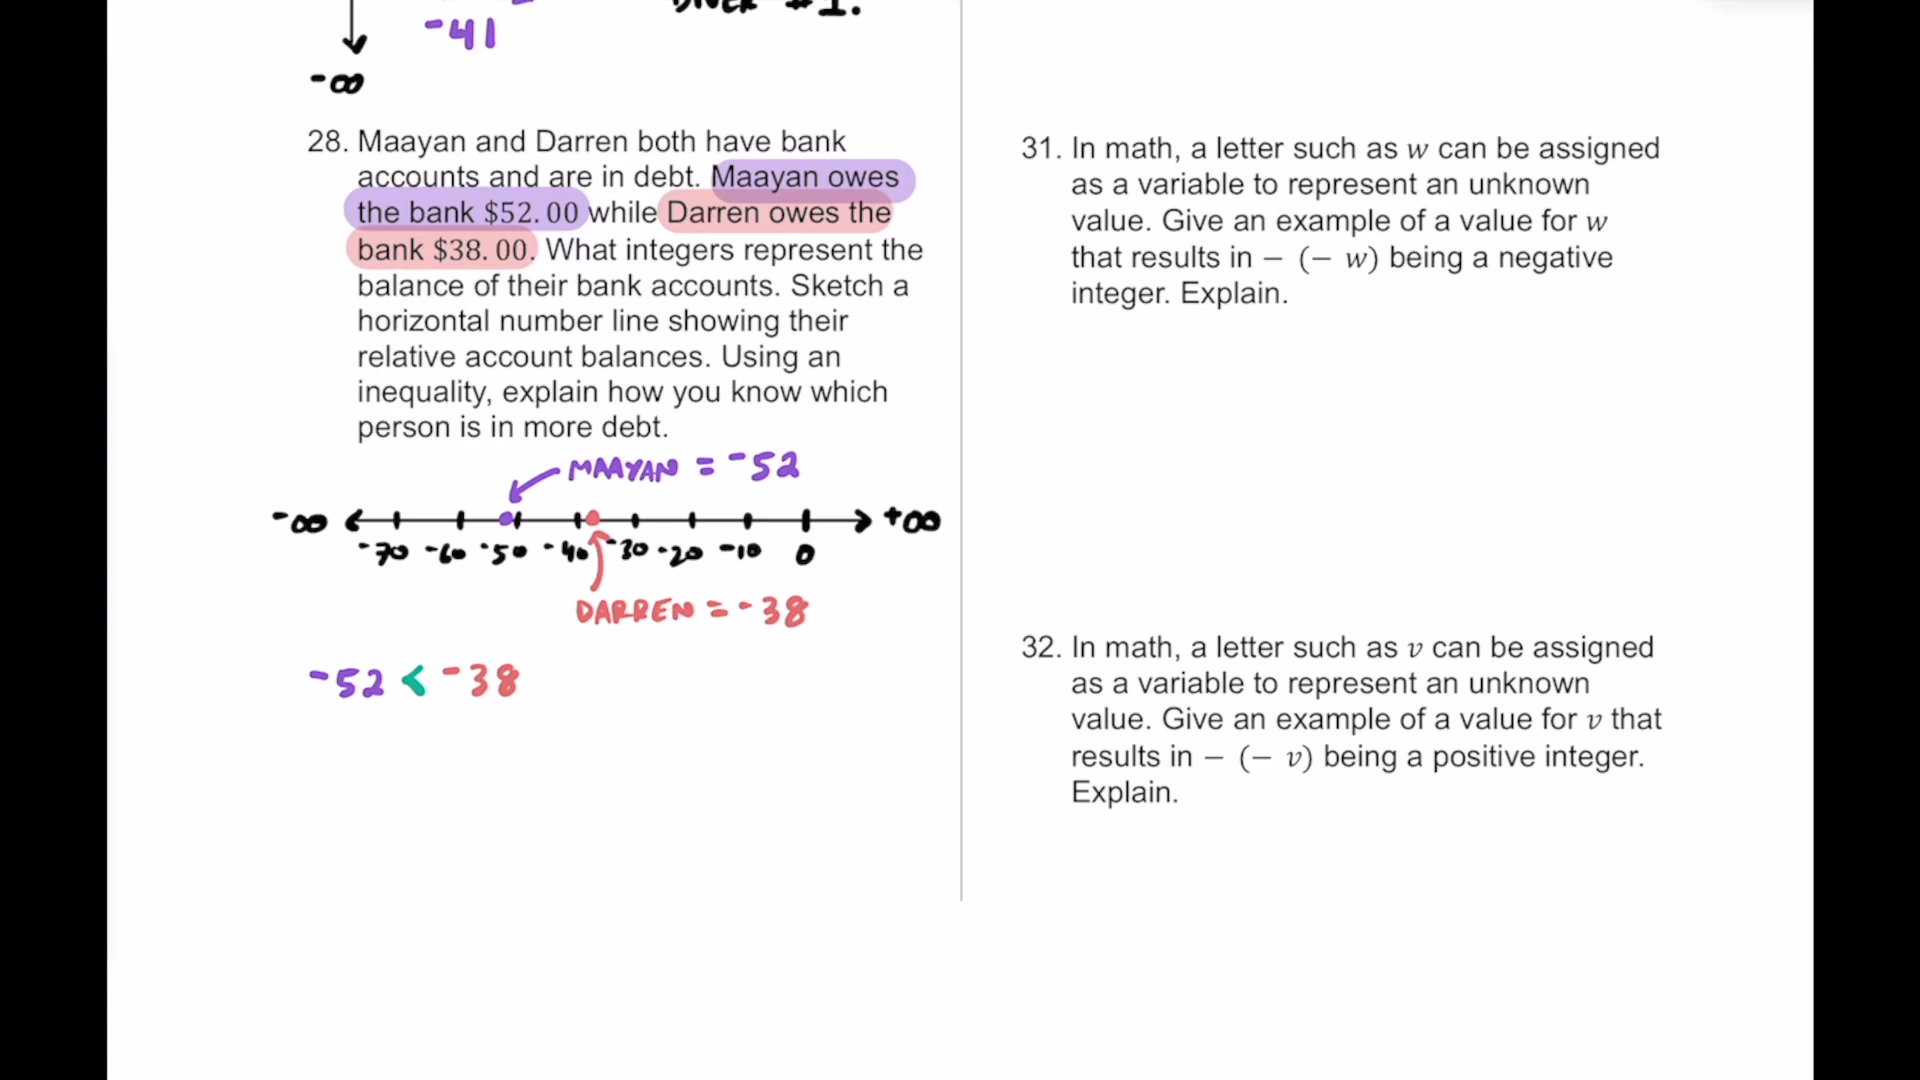 -41
#1.
-∞
28. Maayan and Darren both have bank
accounts and are in debt. Maayan owes
the bank $52.00 while Darren owes the
bank $38.00. What integers represent the
balance of their bank accounts. Sketch a
horizontal number line showing their
relative account balances. Using an
inequality, explain how you know which
person is in more debt.
MAAYAN = -52
-∞ +∞
-70 -60 -50 -40 -30 -20 -10 0
DARREN = -38
-52 < -38
31. In math, a letter such as w can be assigned
as a variable to represent an unknown
value. Give an example of a value for w
that results in − (− w) being a negative
integer. Explain.
32. In math, a letter such as v can be assigned
as a variable to represent an unknown
value. Give an example of a value for v that
results in − (− v) being a positive integer.
Explain.